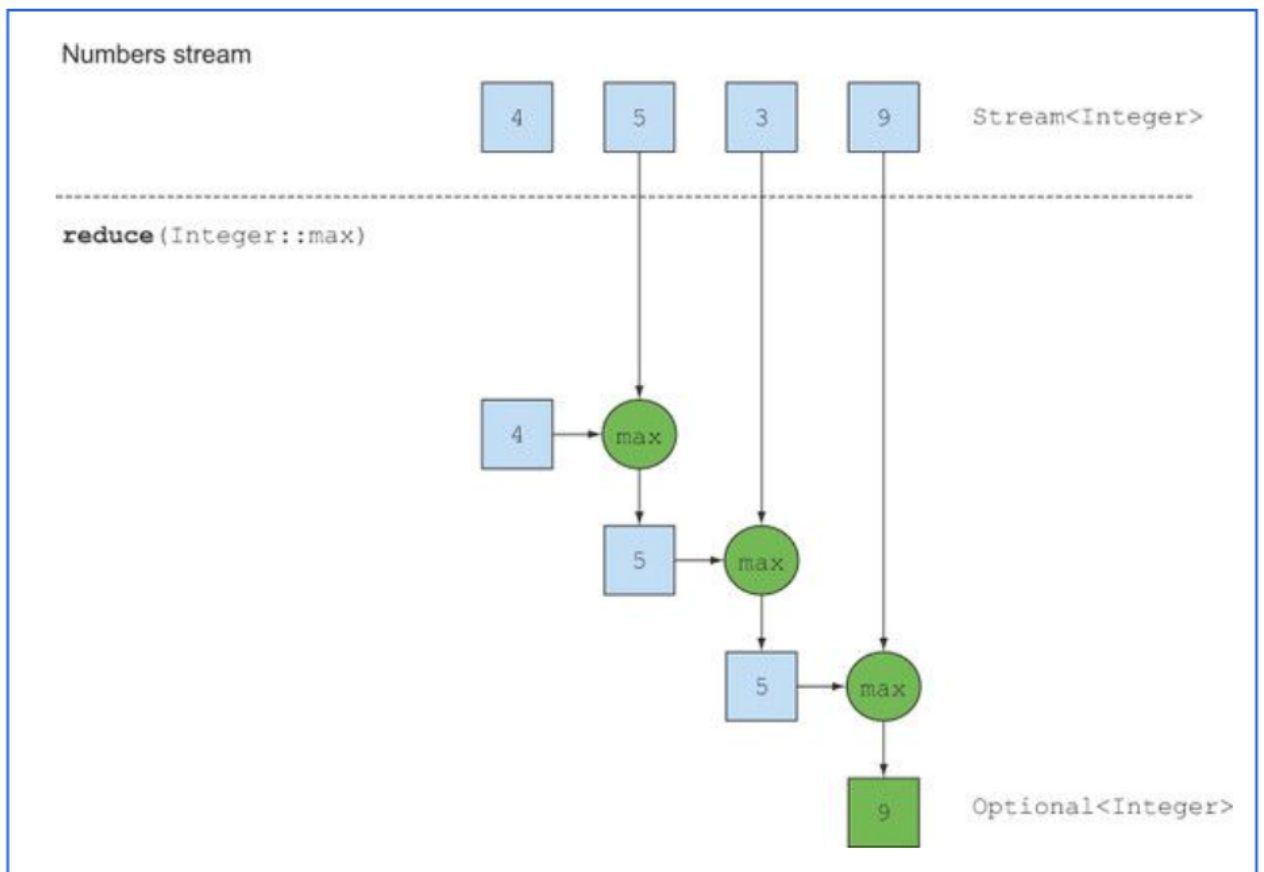 Numbers stream
4 5 3 9 Stream<Integer>
reduce(Integer::max)
4 max
5 max
5 max
9 Optional<Integer>